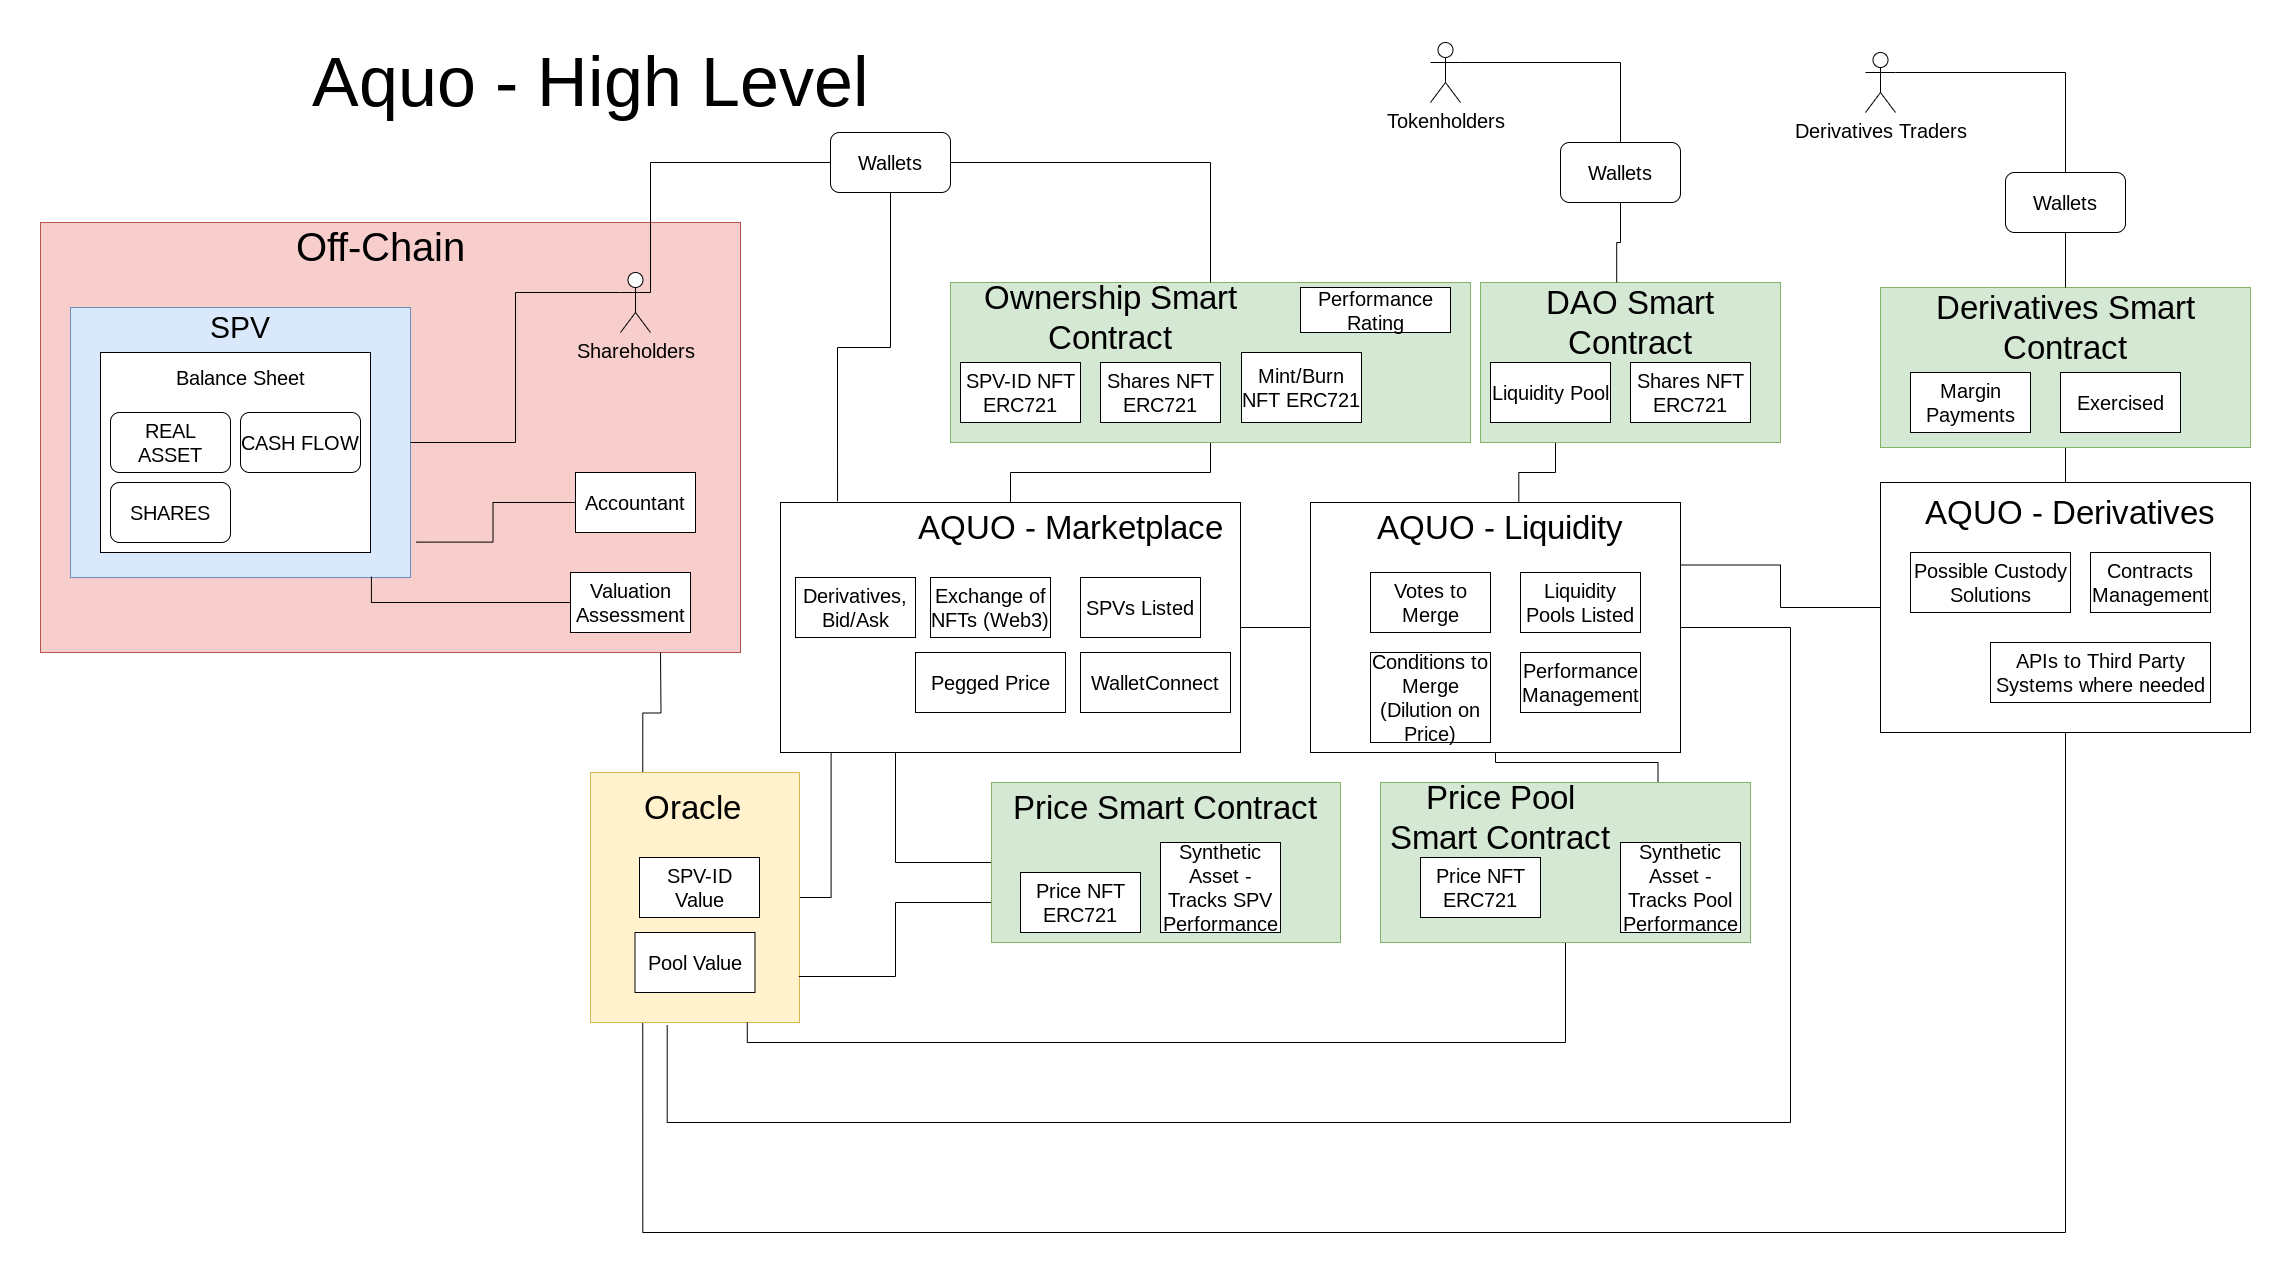 Aquo - High Level
Tokenholders
Derivatives Traders
Wallets
Wallets
Wallets
Off-Chain
Shareholders
SPV
Balance Sheet
REAL
ASSET
CASH FLOW
SHARES
Accountant
Valuation
Assessment
Ownership Smart
Contract
Performance
Rating
SPV-ID NFT
ERC721
Shares NFT
ERC721
Mint/Burn
NFT ERC721
DAO Smart
Contract
Liquidity Pool
Shares NFT
ERC721
Derivatives Smart
Contract
Margin
Payments
Exercised
AQUO - Marketplace
Derivatives,
Bid/Ask
Exchange of
NFTs (Web3)
SPVs Listed
Pegged Price
WalletConnect
AQUO - Liquidity
Votes to
Merge
Liquidity
Pools Listed
Conditions to
Merge
(Dilution on
Price)
Performance
Management
AQUO - Derivatives
Possible Custody
Solutions
Contracts
Management
APIs to Third Party
Systems where needed
Oracle
SPV-ID
Value
Pool Value
Price Smart Contract
Price NFT
ERC721
Synthetic
Asset -
Tracks SPV
Performance
Price Pool
Smart Contract
Price NFT
ERC721
Synthetic
Asset -
Tracks Pool
Performance